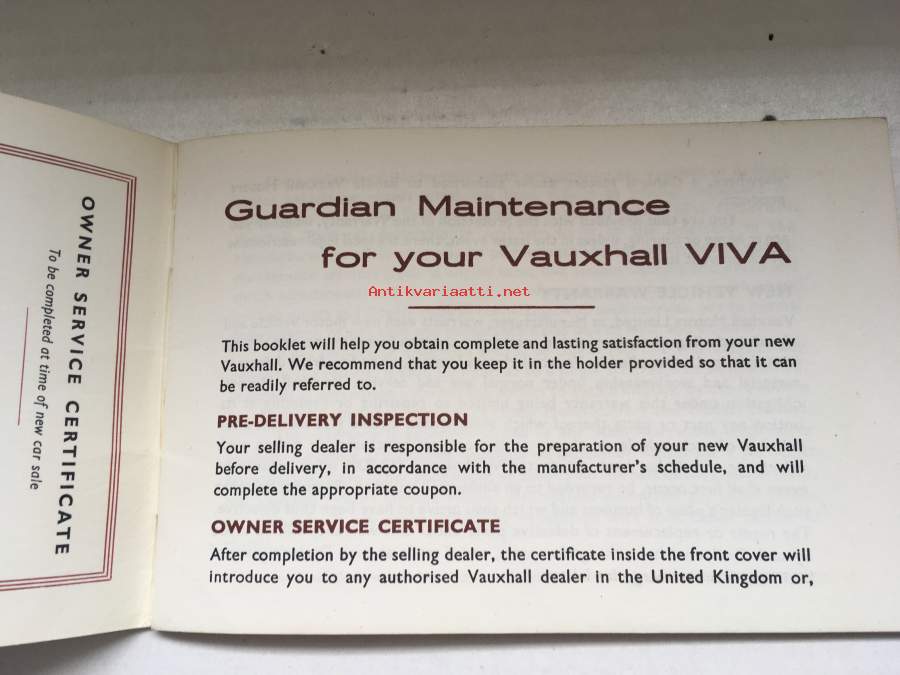 OWNER SERVICE CERTIFICATE
To be completed at time of new car sale
Guardian Maintenance
for your Vauxhall VIVA
Antikvariaatti.net
This booklet will help you obtain complete and lasting satisfaction from your new
Vauxhall. We recommend that you keep it in the holder provided so that it can
be readily referred to.
PRE-DELIVERY INSPECTION
Your selling dealer is responsible for the preparation of your new Vauxhall
before delivery, in accordance with the manufacturer's schedule, and will
complete the appropriate coupon.
OWNER SERVICE CERTIFICATE
After completion by the selling dealer, the certificate inside the front cover will
introduce you to any authorised Vauxhall dealer in the United Kingdom or,